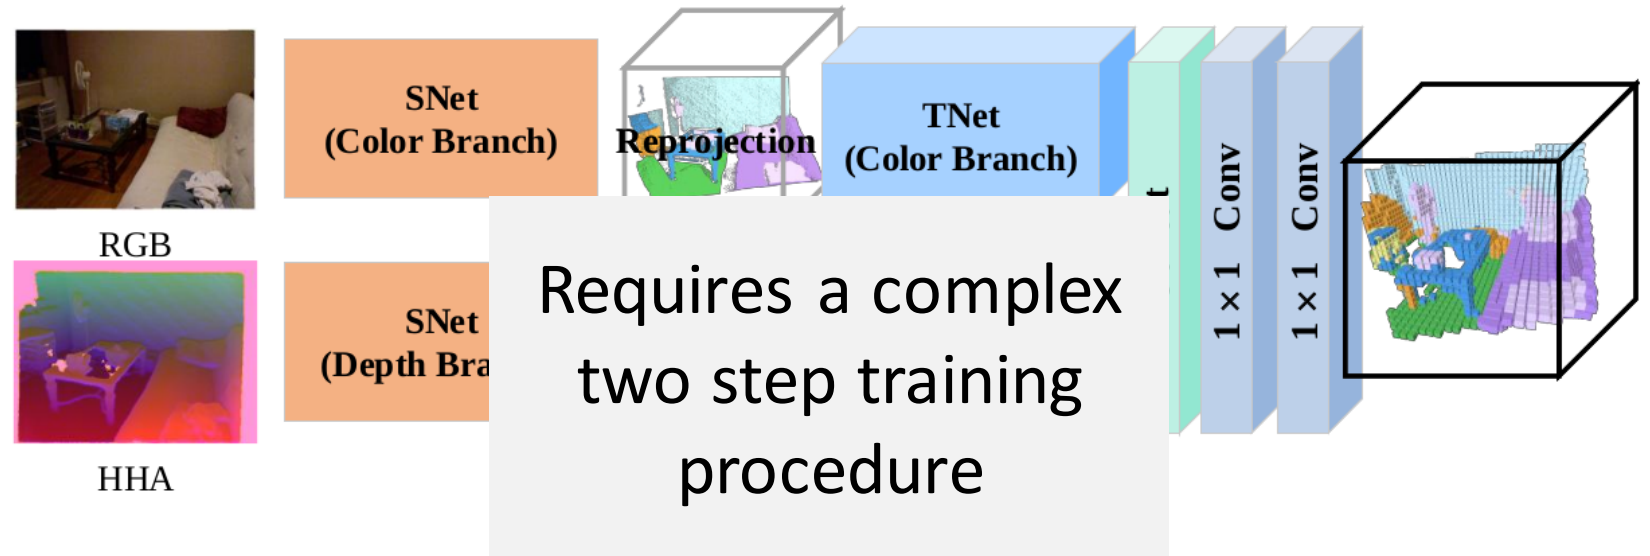 SNet
(Color Branch)
Reprojection
TNet
(Color Branch)
RGB
SNet
(Depth Bra
HHA
1×1 Conv
1×1 Conv
Requires a complex
two step training
procedure